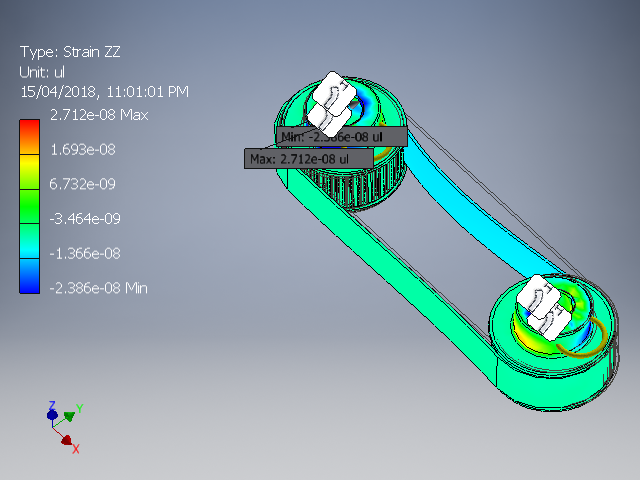 Type: Strain ZZ
Unit: ul
15/04/2018, 11:01:01 PM
2.712e-08 Max
1.693e-08
6.732e-09
-3.464e-09
-1.366e-08
-2.386e-08 Min
Min: -2.386e-08 ul
Max: 2.712e-08 ul
Z
Y
X